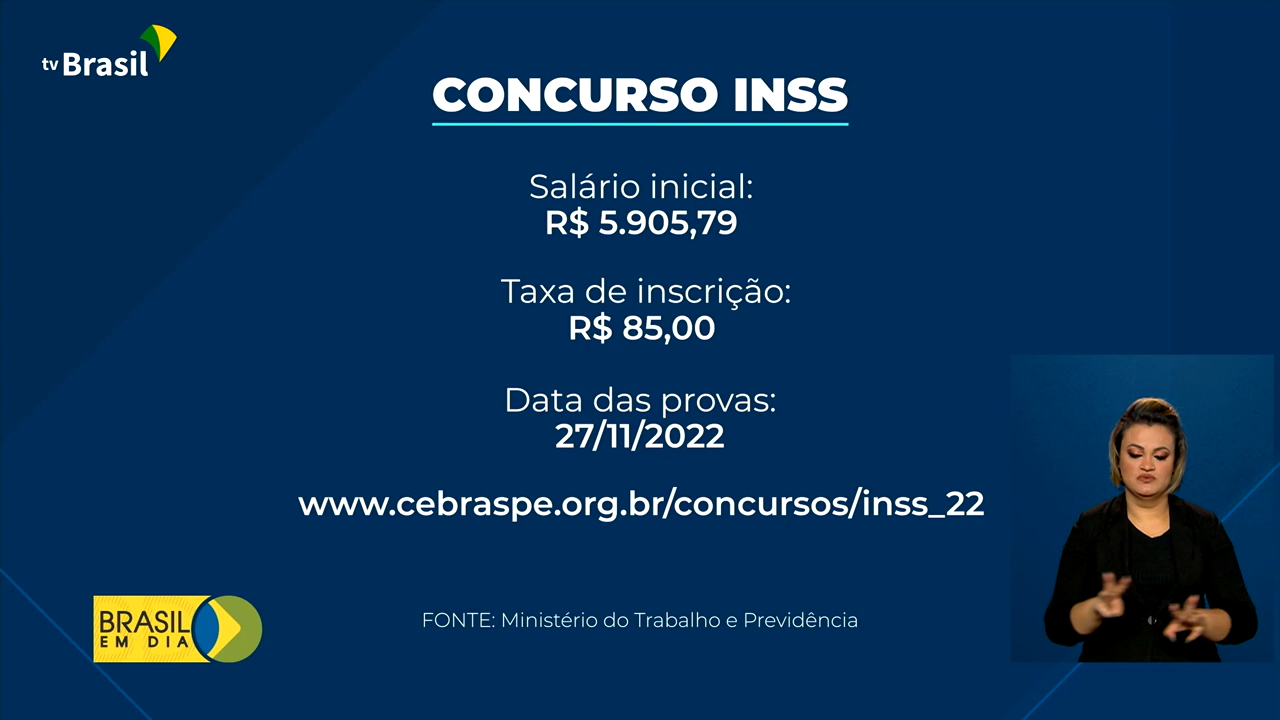 tv Brasil
CONCURSO INSS
Salário inicial:
R$ 5.905,79
Taxa de inscrição:
R$ 85,00
Data das provas:
27/11/2022
www.cebraspe.org.br/concursos/inss_22
BRASIL
EM DIA
FONTE: Ministério do Trabalho e Previdência